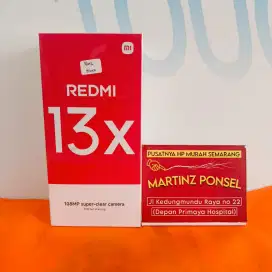 mi
REDMI
13x
108MP super-clear camera
PUSATNYA HP MURAH SEMARANG
MARTINZ PONSEL
Jl Kedungmundu Raya no 22
(Depan Primaya Hospital)